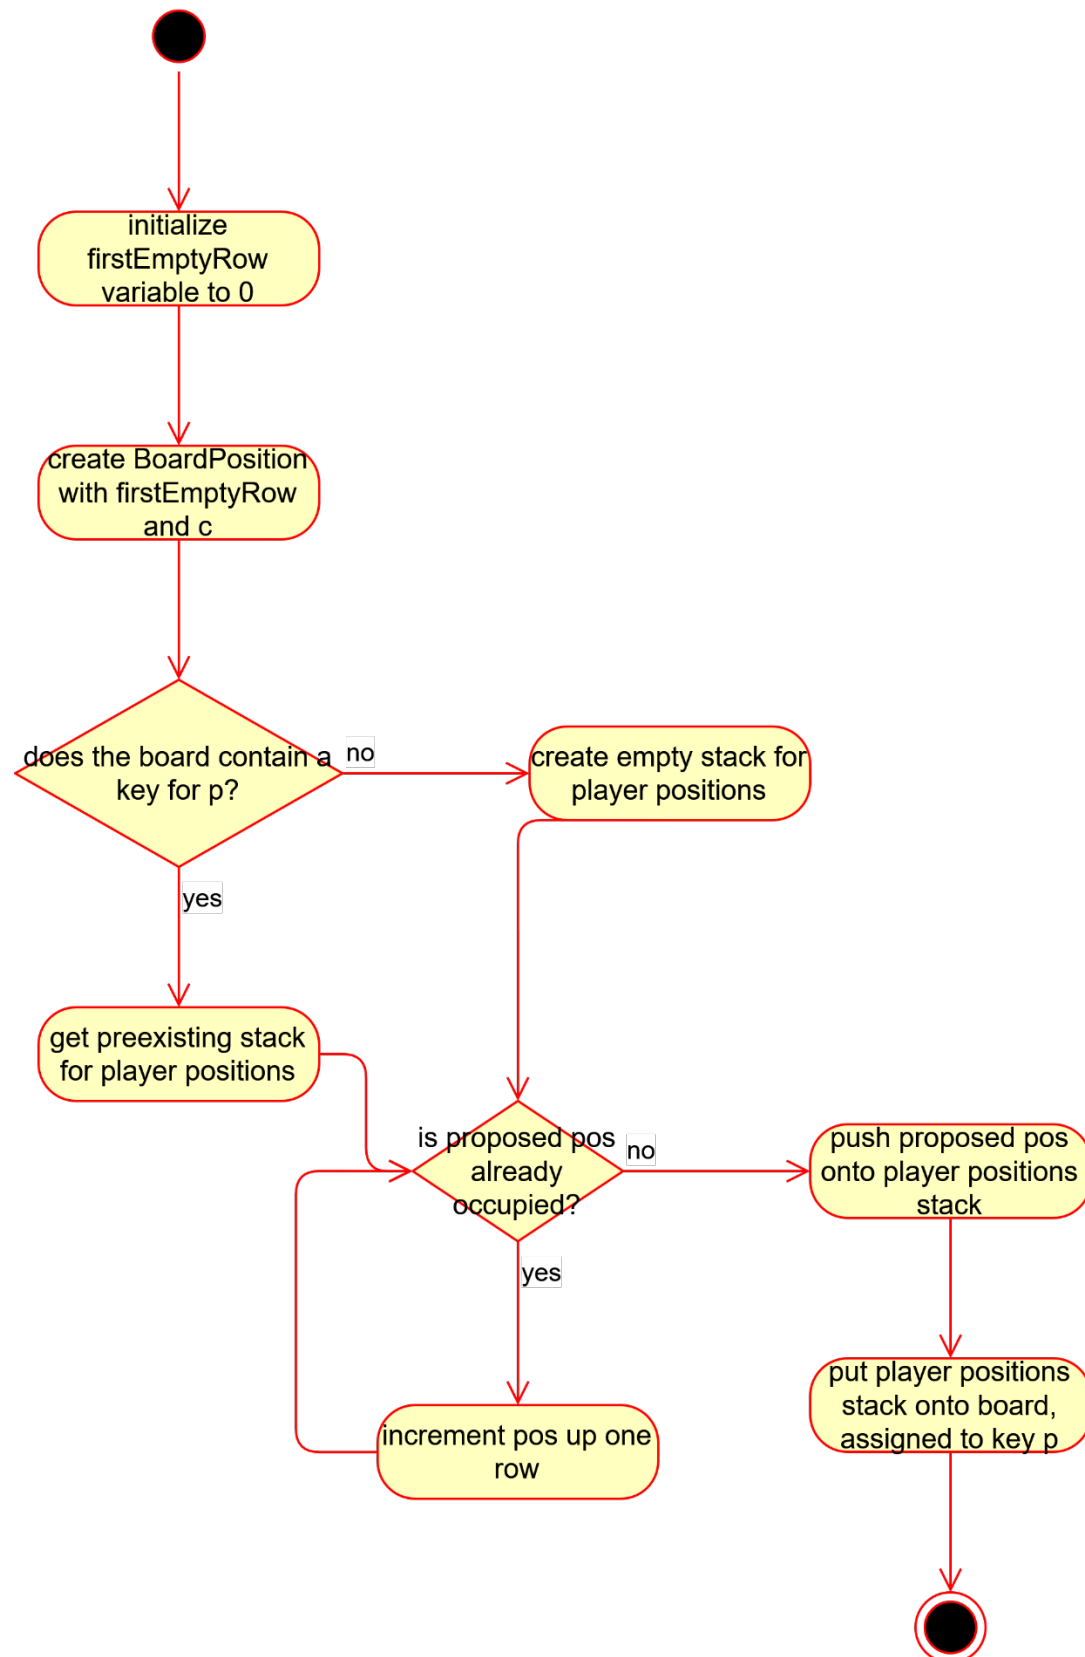 initialize
firstEmptyRow
variable to 0
create BoardPosition
with firstEmptyRow
and c
does the board contain a
key for p?
no
create empty stack for
player positions
yes
get preexisting stack
for player positions
is proposed pos
already
occupied?
no
push proposed pos
onto player positions
stack
yes
increment pos up one
row
put player positions
stack onto board,
assigned to key p